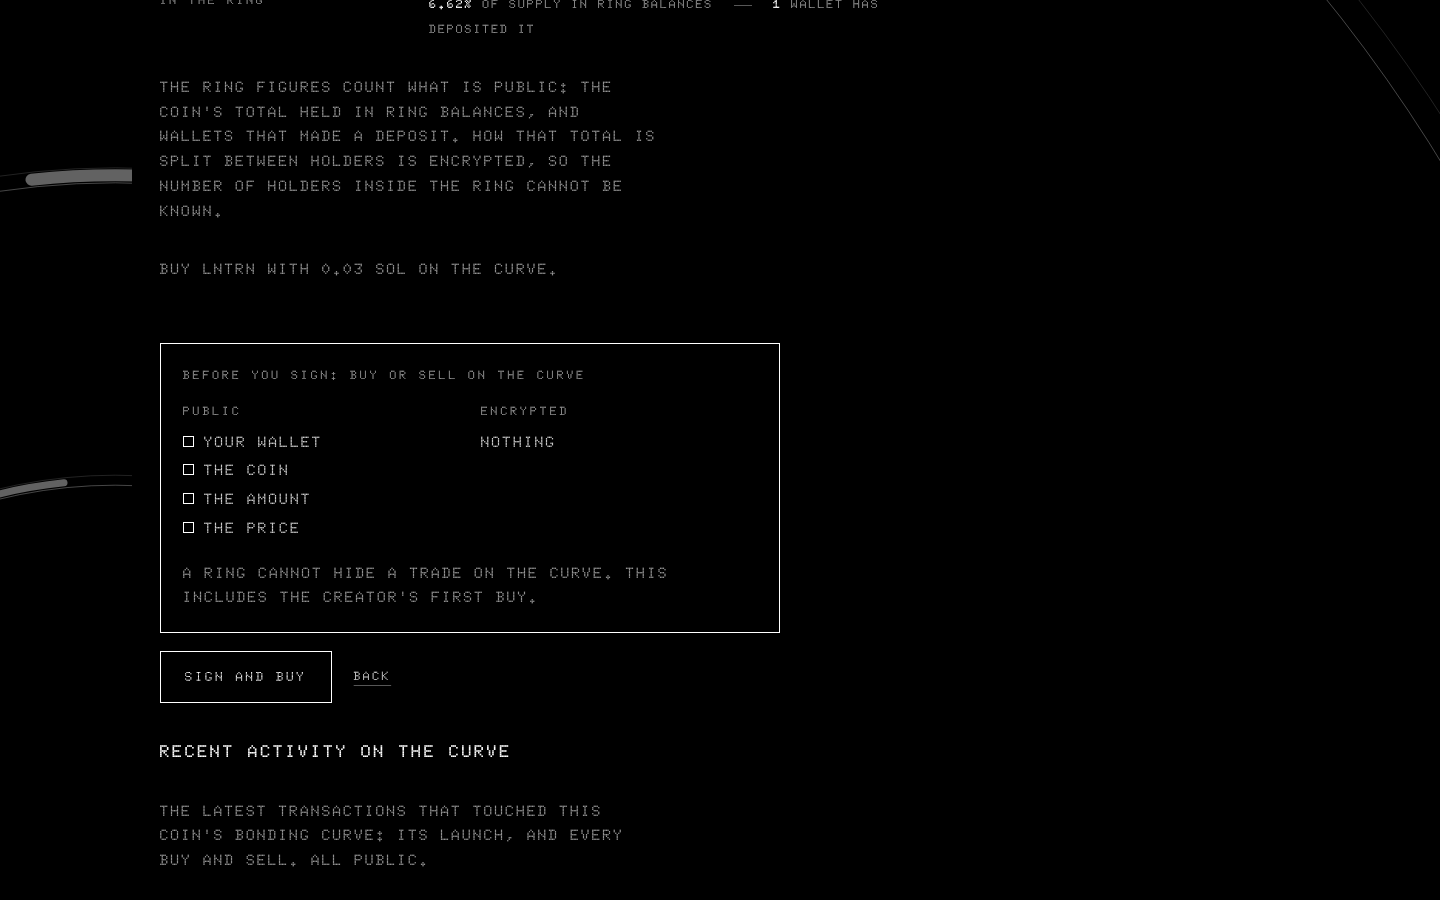 IN THE RING
6.62% OF SUPPLY IN RING BALANCES — 1 WALLET HAS
DEPOSITED IT
THE RING FIGURES COUNT WHAT IS PUBLIC: THE
COIN'S TOTAL HELD IN RING BALANCES, AND
WALLETS THAT MADE A DEPOSIT. HOW THAT TOTAL IS
SPLIT BETWEEN HOLDERS IS ENCRYPTED, SO THE
NUMBER OF HOLDERS INSIDE THE RING CANNOT BE
KNOWN.
BUY LNTRN WITH 0.03 SOL ON THE CURVE.
BEFORE YOU SIGN: BUY OR SELL ON THE CURVE
PUBLIC
YOUR WALLET
THE COIN
THE AMOUNT
THE PRICE
ENCRYPTED
NOTHING
A RING CANNOT HIDE A TRADE ON THE CURVE. THIS
INCLUDES THE CREATOR'S FIRST BUY.
SIGN AND BUY
BACK
RECENT ACTIVITY ON THE CURVE
THE LATEST TRANSACTIONS THAT TOUCHED THIS
COIN'S BONDING CURVE: ITS LAUNCH, AND EVERY
BUY AND SELL. ALL PUBLIC.